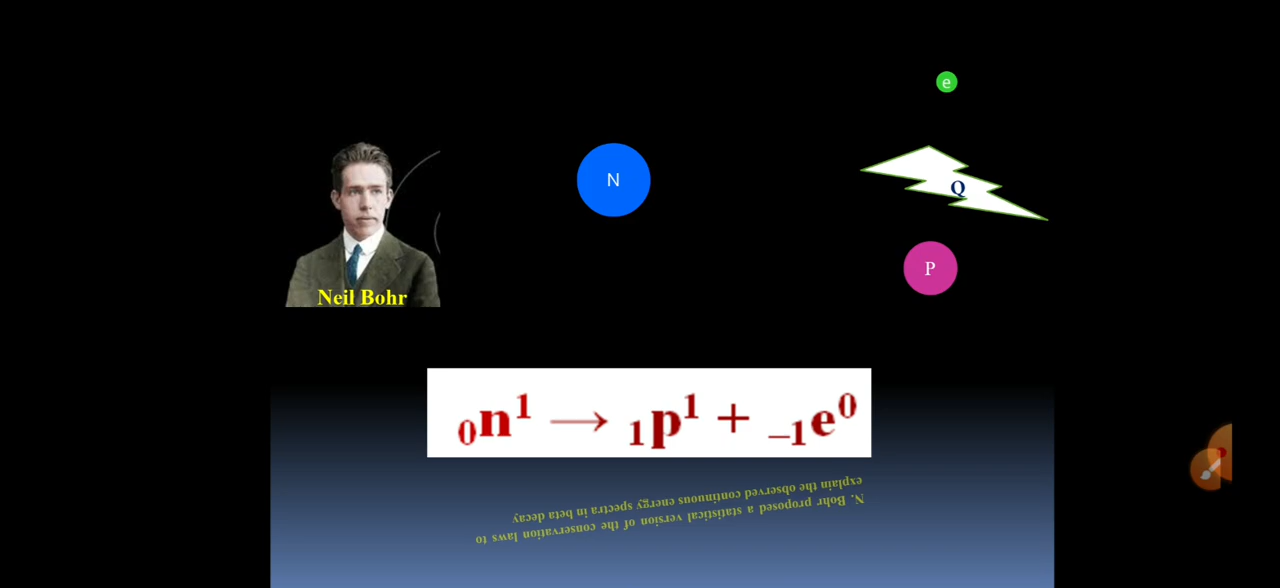 e
N
Q
P
Neil Bohr
₀n¹ → ₁p¹ + ₋₁e⁰
N. Bohr proposed a statistical version of the conservation laws to
explain the observed continuous energy spectra in beta decay